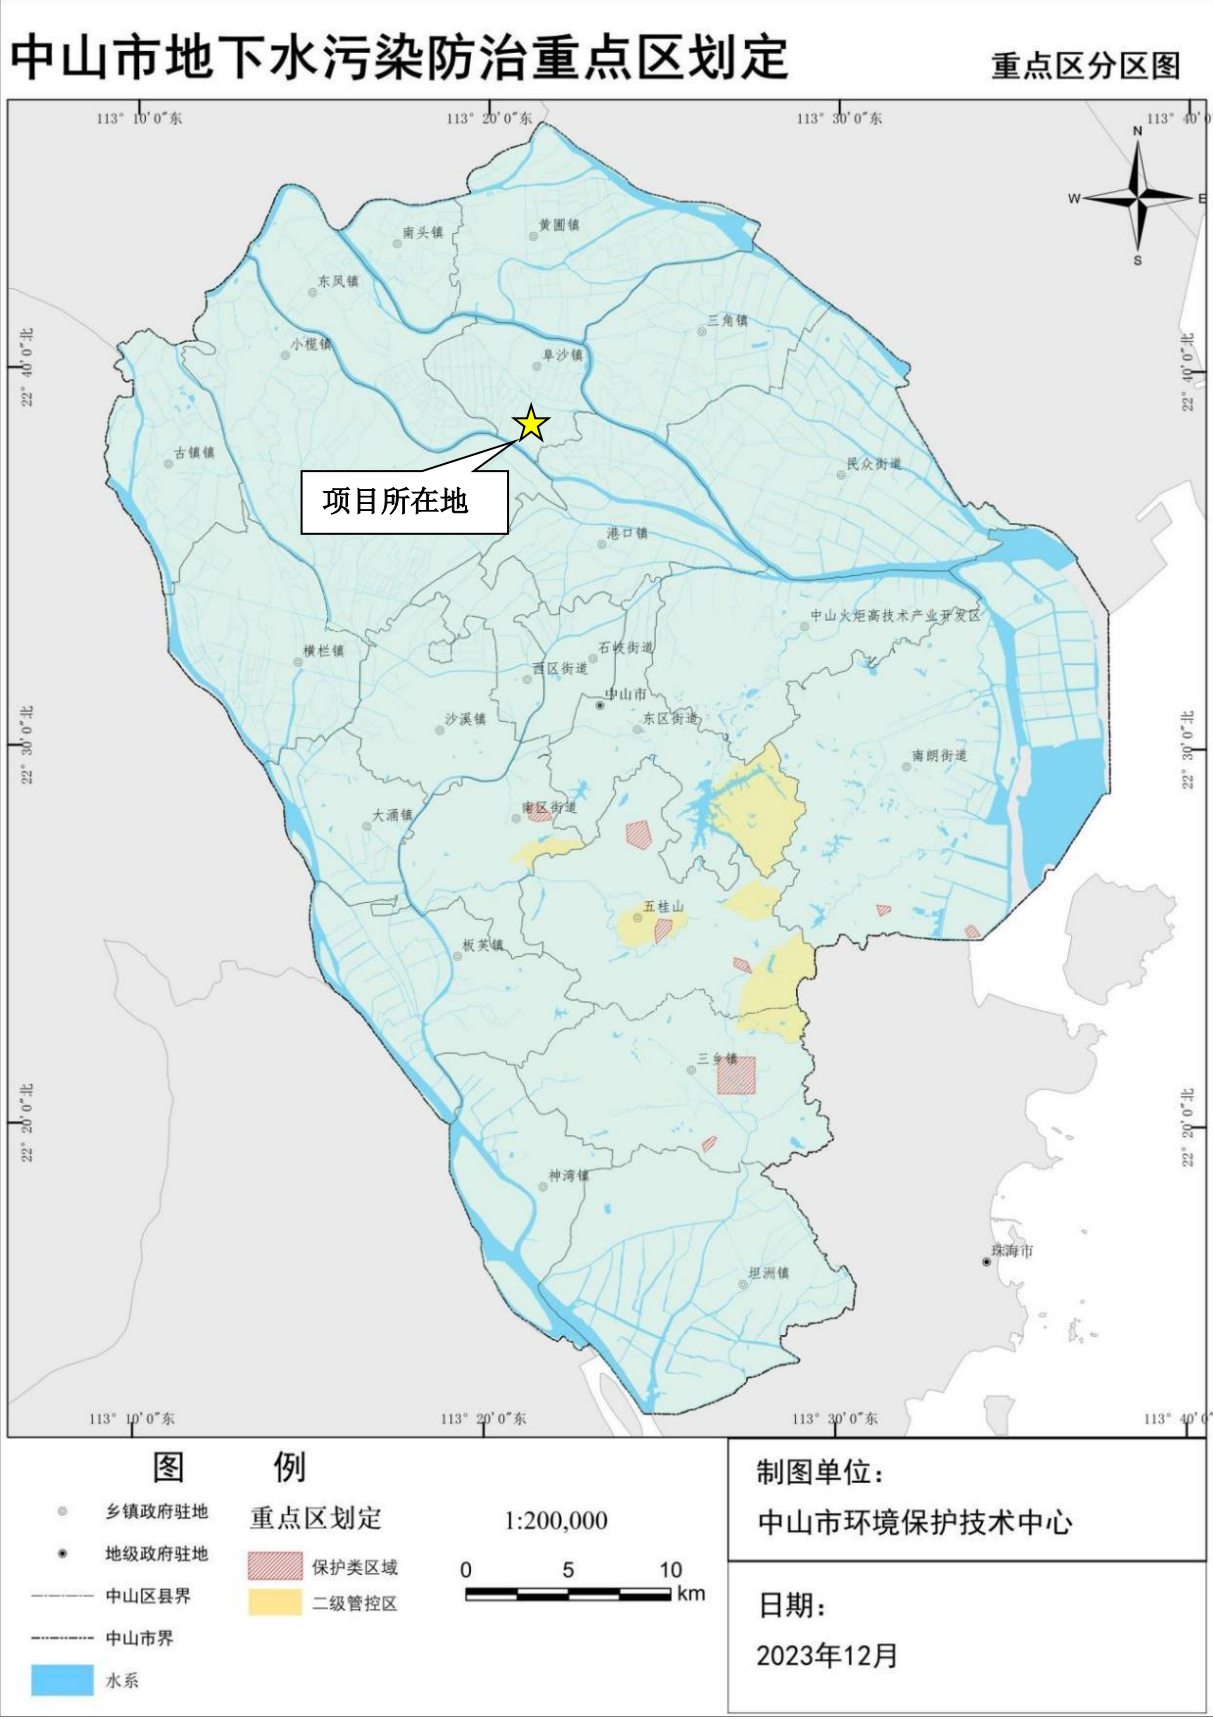 中山市地下水污染防治重点区划定
重点区分区图
113° 10'0"东
113° 20'0"东
113° 30'0"东
113° 40'0
N
W
E
S
南头镇
黄圃镇
东凤镇
三角镇
小榄镇
阜沙镇
22° 40'0"北
22° 40'0"北
古镇镇
民众街道
项目所在地
港口镇
中山火炬高技术产业开发区
石岐街道
横栏镇
西区街道
中山市
沙溪镇
东区街道
22° 30'0"北
22° 30'0"北
南朗街道
南区街道
大涌镇
五桂山
板芙镇
三乡镇
22° 20'0"北
22° 20'0"北
神湾镇
珠海市
坦洲镇
113° 10'0"东
113° 20'0"东
113° 30'0"东
113° 40'0
图 例
乡镇政府驻地
地级政府驻地
中山区县界
中山市界
水系
重点区划定
保护类区域
二级管控区
1:200,000
0 5 10
km
制图单位：
中山市环境保护技术中心
日期：
2023年12月